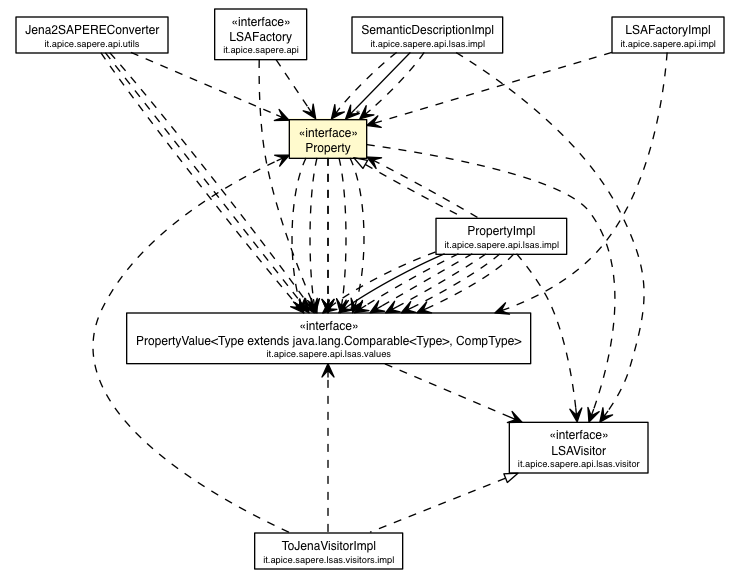 Jena2SAPEREConverter
it.apice.sapere.api.utils
«interface»
LSAFactory
it.apice.sapere.api
SemanticDescriptionImpl
it.apice.sapere.api.lsas.impl
LSAFactoryImpl
it.apice.sapere.api.impl
«interface»
Property
PropertyImpl
it.apice.sapere.api.lsas.impl
«interface»
PropertyValue<Type extends java.lang.Comparable<Type>, CompType>
it.apice.sapere.api.lsas.values
«interface»
LSAVisitor
it.apice.sapere.api.lsas.visitor
ToJenaVisitorImpl
it.apice.sapere.lsas.visitors.impl